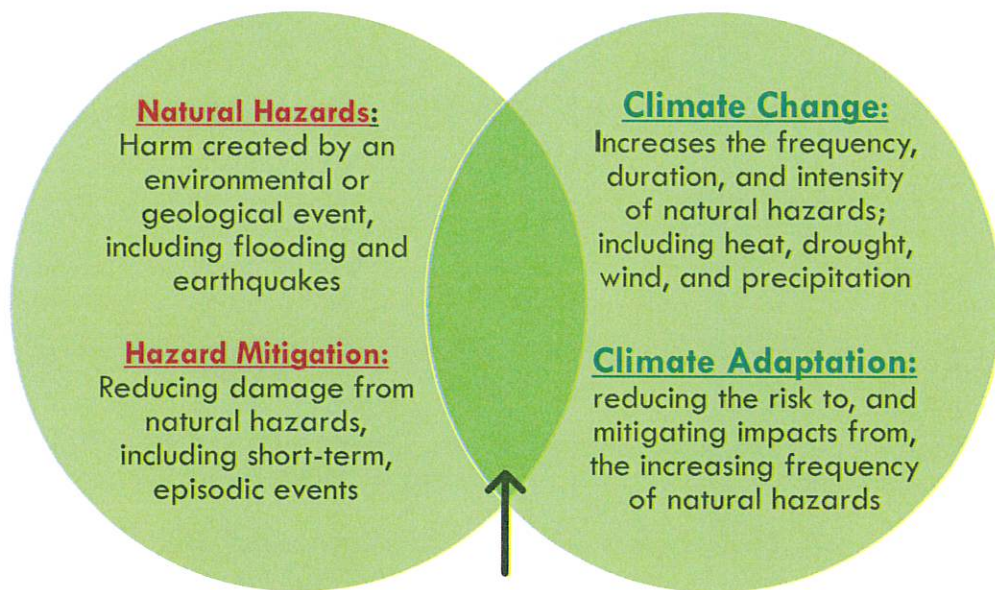 Natural Hazards:
Harm created by an
environmental or
geological event,
including flooding and
earthquakes
Hazard Mitigation:
Reducing damage from
natural hazards,
including short-term,
episodic events
Climate Change:
Increases the frequency,
duration, and intensity
of natural hazards;
including heat, drought,
wind, and precipitation
Climate Adaptation:
reducing the risk to, and
mitigating impacts from,
the increasing frequency
of natural hazards